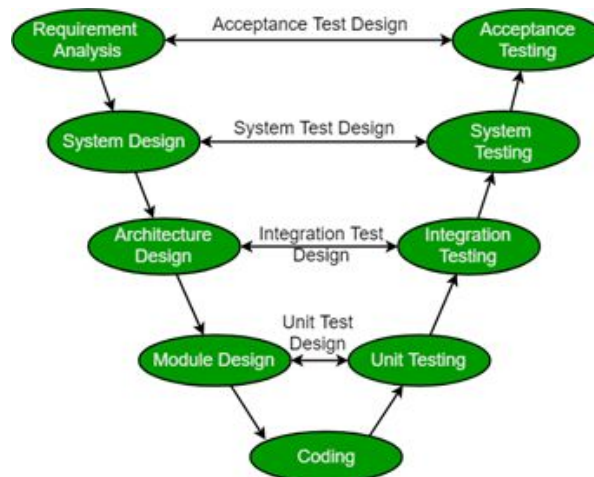 Requirement
Analysis
Acceptance Test Design
Acceptance
Testing
System Design
System Test Design
System
Testing
Architecture
Design
Integration Test
Design
Integration
Testing
Module Design
Unit Test
Design
Unit Testing
Coding